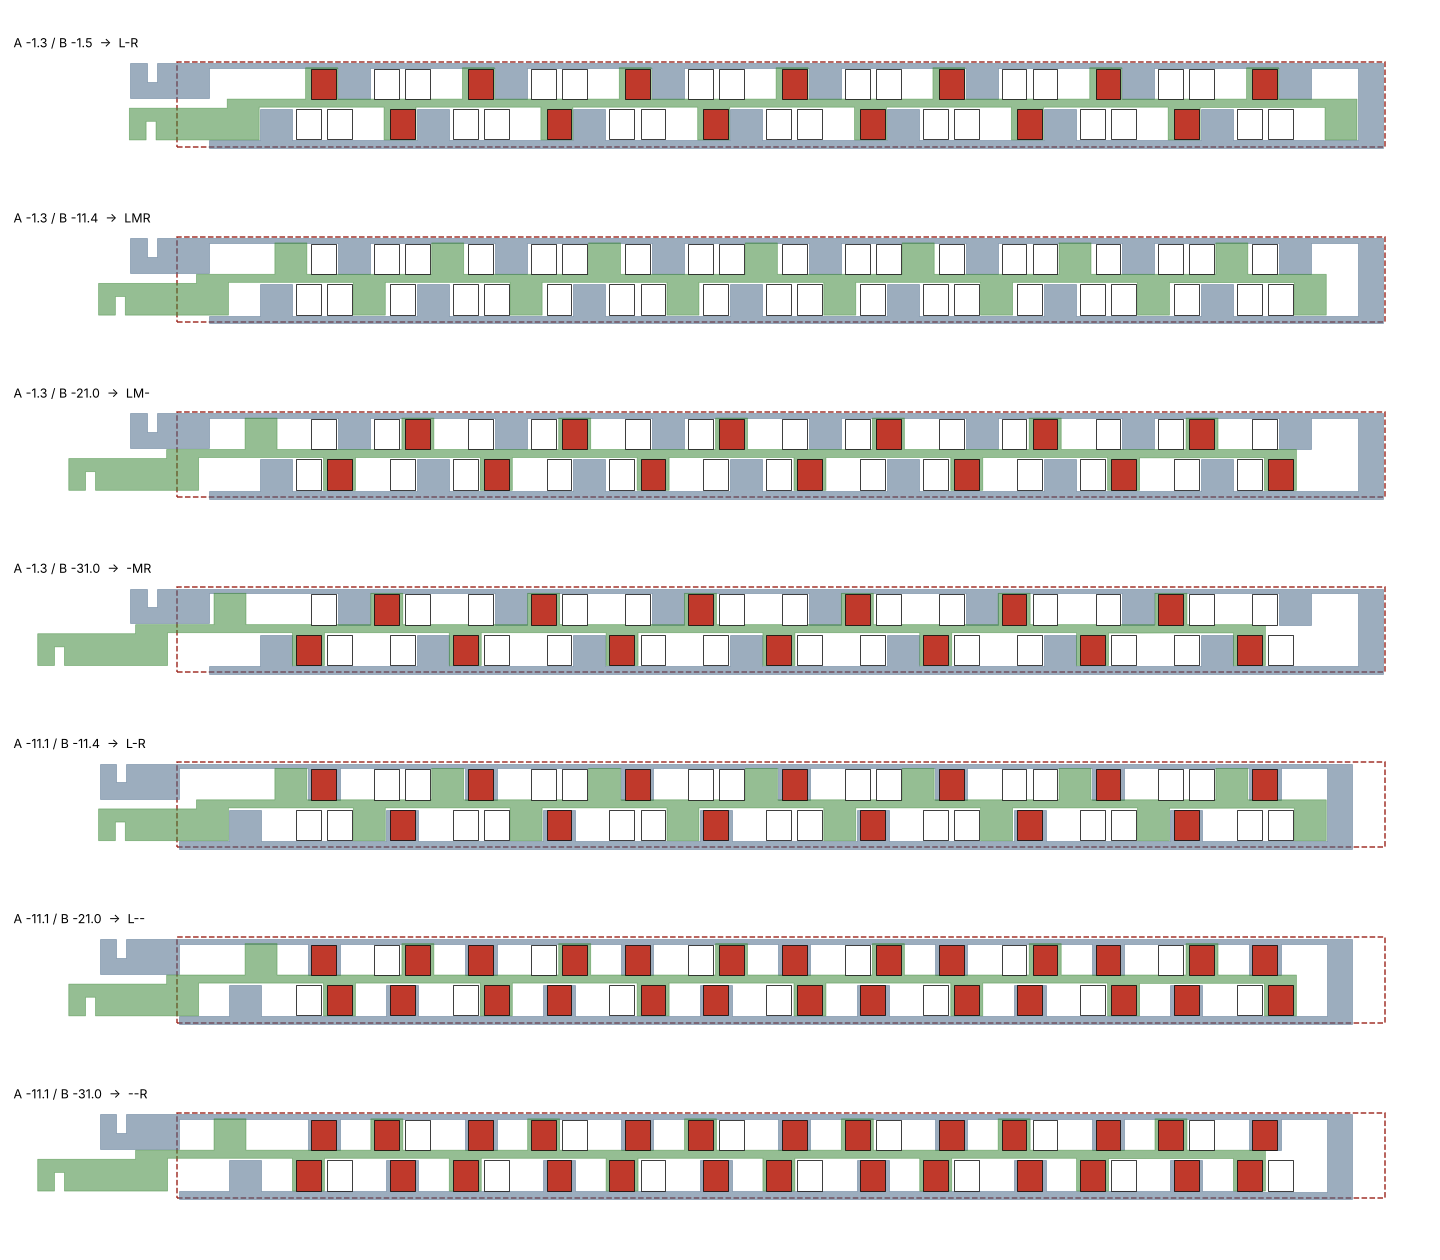 A -1.3 / B -1.5 → L-R
A -1.3 / B -11.4 → LMR
A -1.3 / B -21.0 → LM-
A -1.3 / B -31.0 → -MR
A -11.1 / B -11.4 → L-R
A -11.1 / B -21.0 → L--
A -11.1 / B -31.0 → --R